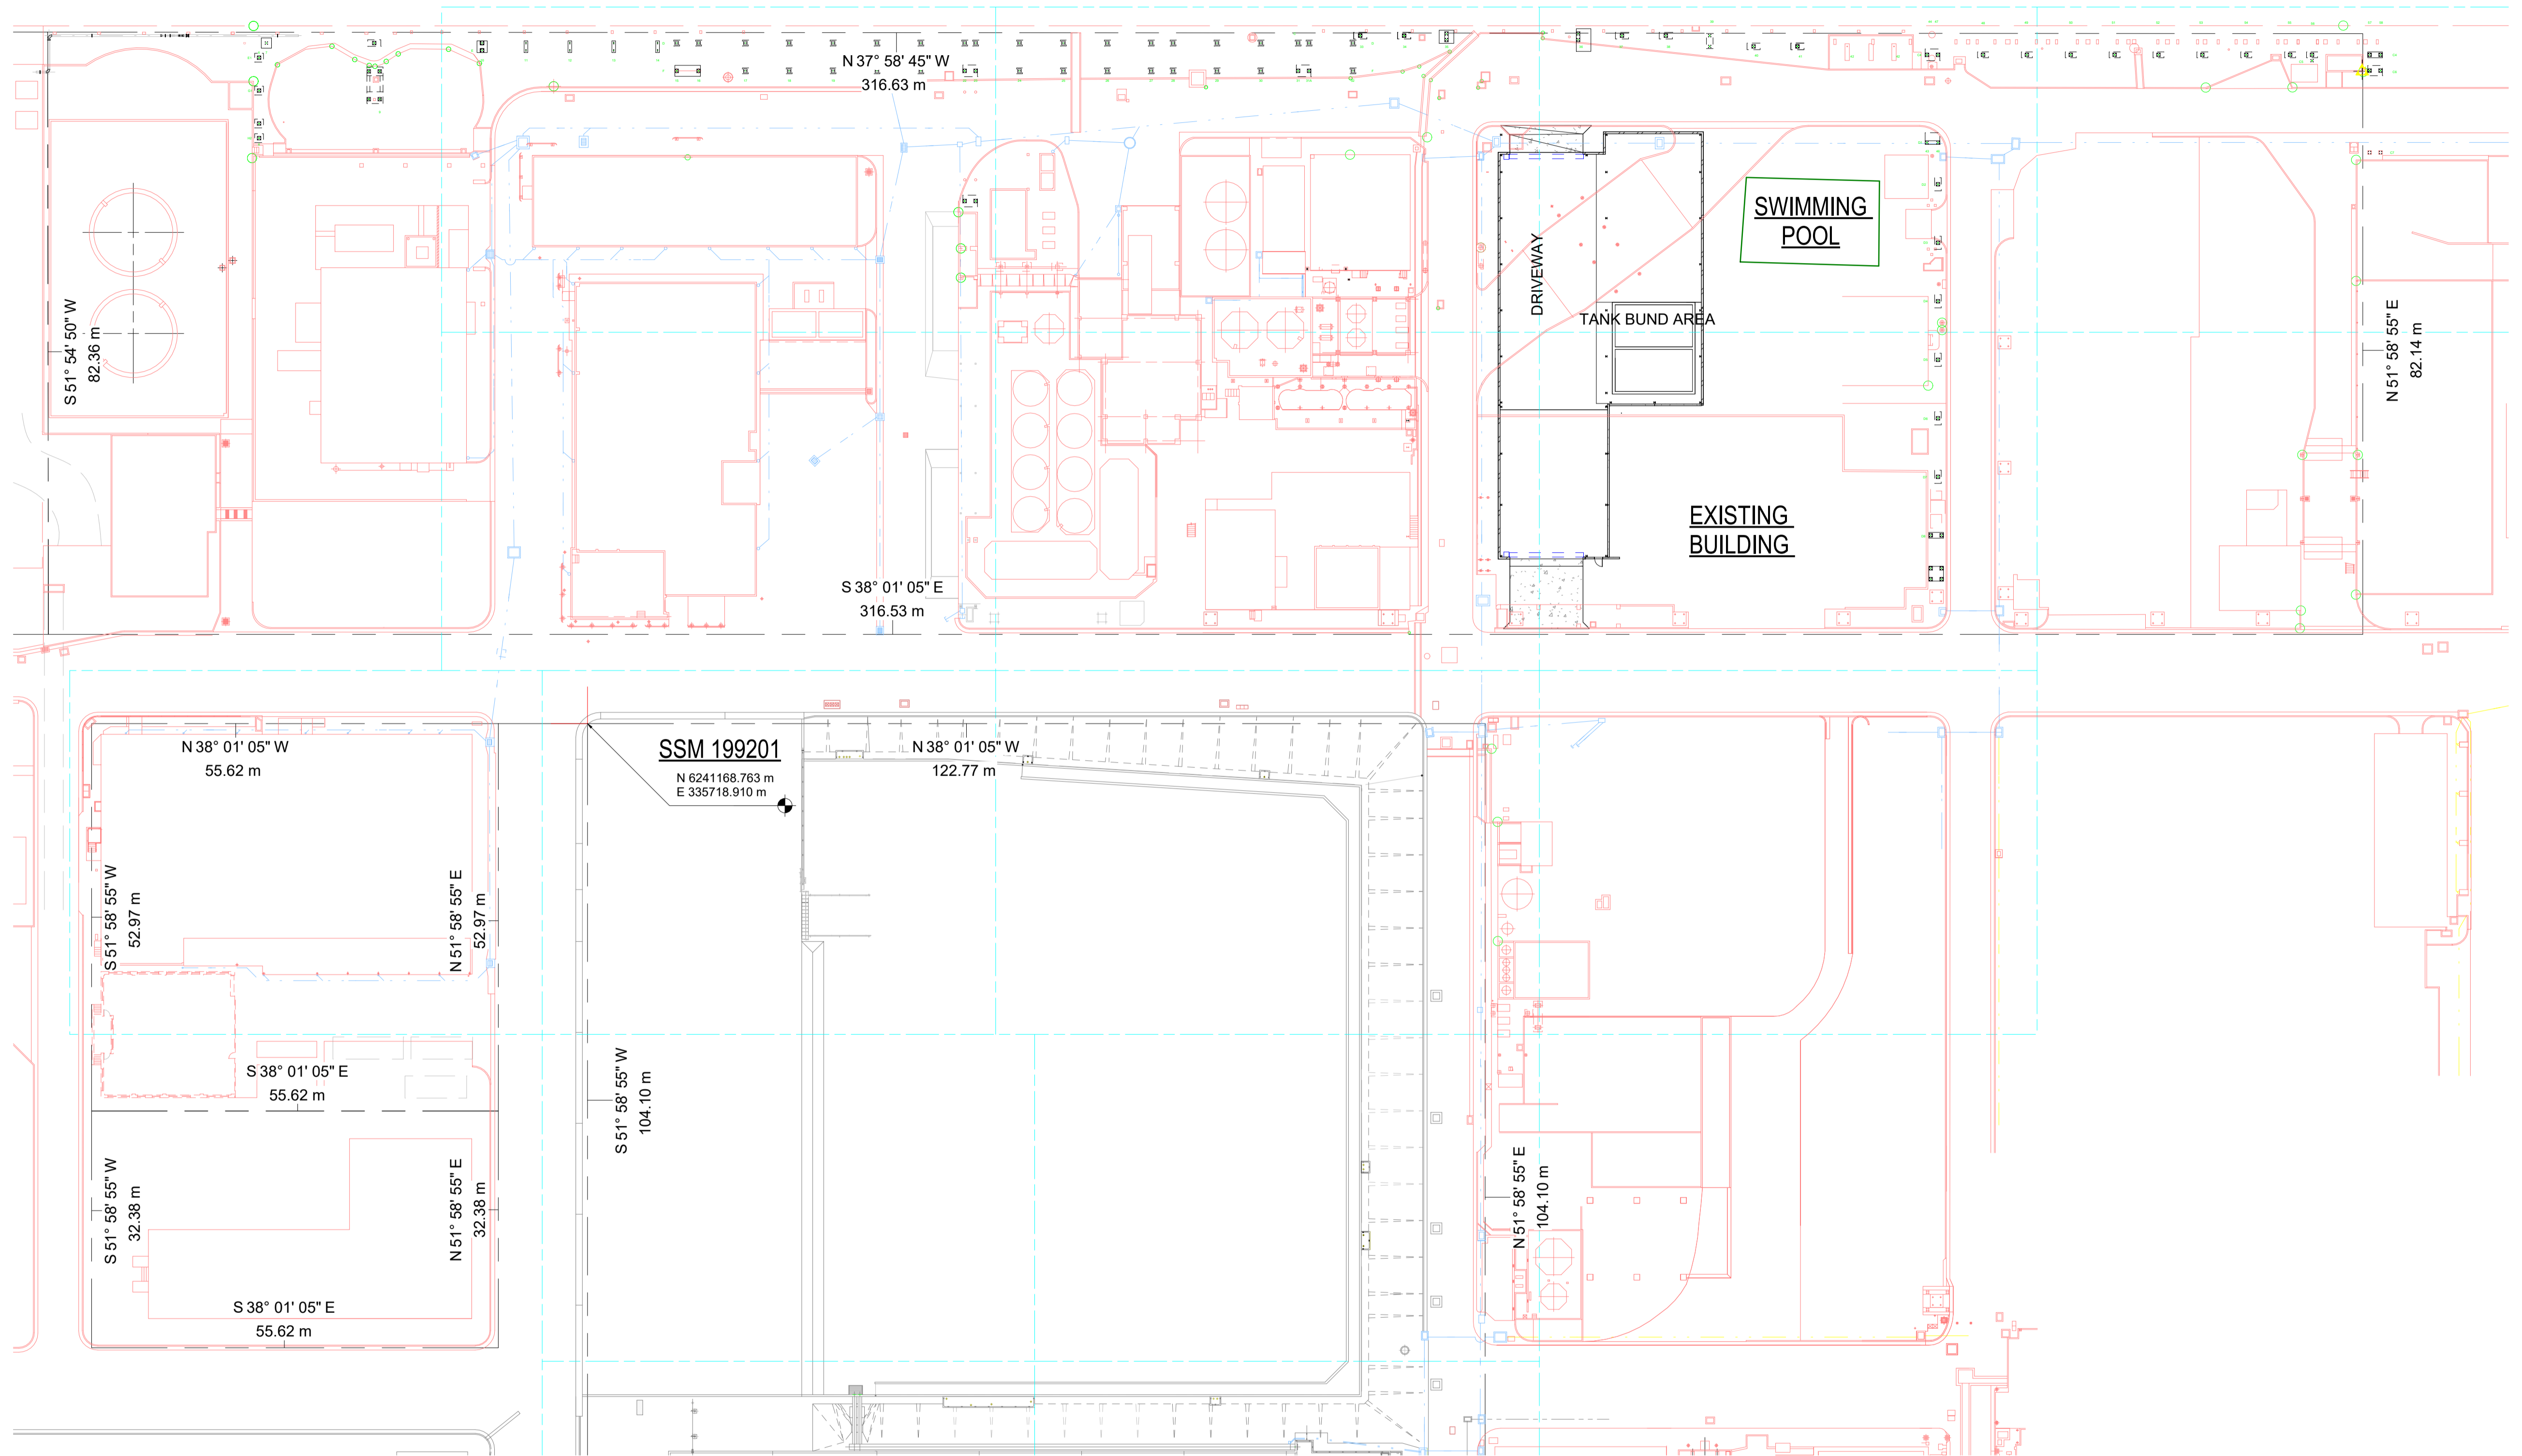 N 37° 58' 45" W
316.63 m
SWIMMING
POOL
DRIVEWAY
TANK BUND AREA
S 51° 54' 50" W
82.36 m
N 51° 58' 55" E
82.14 m
EXISTING
BUILDING
S 38° 01' 05" E
316.53 m
N 38° 01' 05" W
55.62 m
SSM 199201
N 6241168.763 m
E 335718.910 m
N 38° 01' 05" W
122.77 m
S 51° 58' 55" W
52.97 m
N 51° 58' 55" E
52.97 m
S 38° 01' 05" E
55.62 m
S 51° 58' 55" W
104.10 m
S 51° 58' 55" W
32.38 m
N 51° 58' 55" E
32.38 m
N 51° 58' 55" E
104.10 m
S 38° 01' 05" E
55.62 m